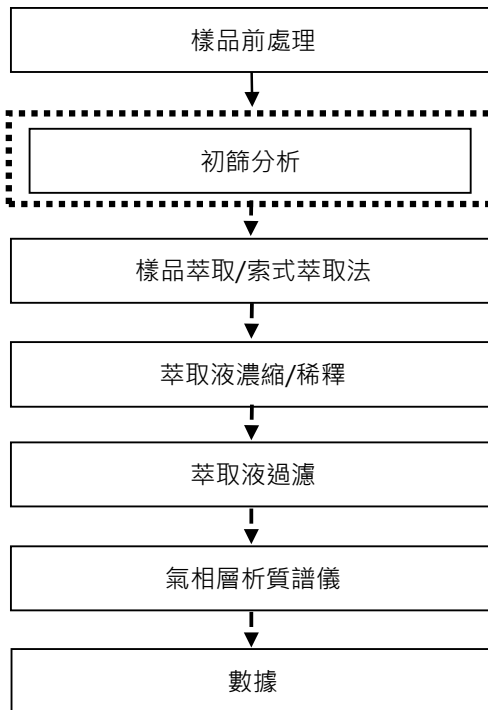 樣品前處理
初篩分析
樣品萃取/索式萃取法
萃取液濃縮/稀釋
萃取液過濾
氣相層析質譜儀
數據